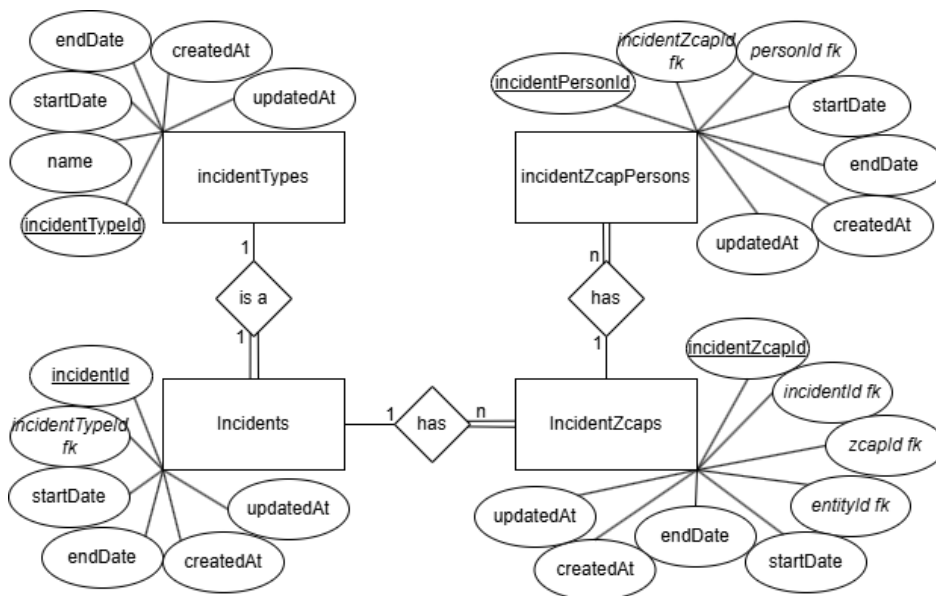 endDate
createdAt
startDate
updatedAt
name
incidentTypeId
incidentTypes
incidentZcapId
fk
personId fk
incidentPersonId
startDate
endDate
createdAt
updatedAt
incidentZcapPersons
1
is a
1
n
has
1
incidentId
incidentTypeId
fk
startDate
endDate
createdAt
updatedAt
Incidents
1
has
n
IncidentZcaps
incidentZcapId
incidentId fk
zcapId fk
entityId fk
startDate
endDate
createdAt
updatedAt